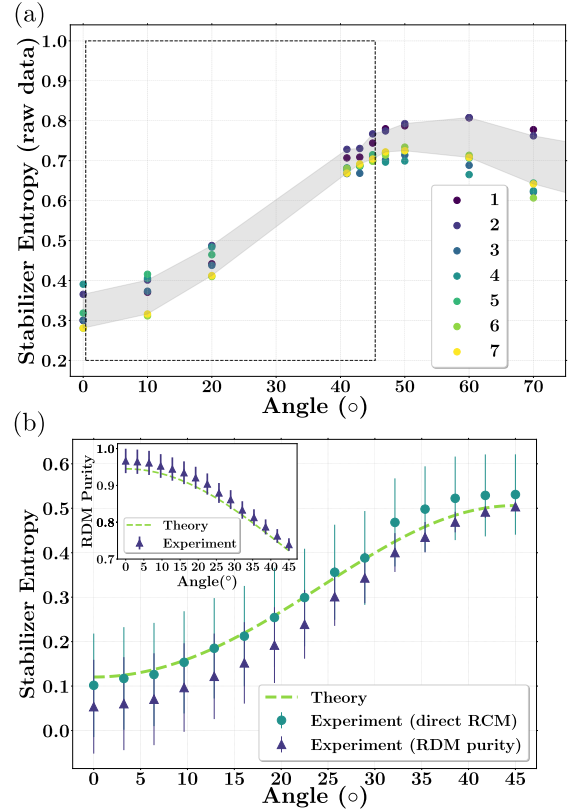 (a)
Stabilizer Entropy (raw data)
1.0
0.9
0.8
0.7
0.6
0.5
0.4
0.3
0.2
1
2
3
4
5
6
7
0 10 20 30 40 50 60 70
Angle (∘)
(b)
Stabilizer Entropy
0.6
0.5
0.4
0.3
0.2
0.1
0.0
RDM Purity
1.0
0.9
0.8
0.7
Theory
Experiment
0 5 10 15 20 25 30 35 40 45
Angle(∘)
Theory
Experiment (direct RCM)
Experiment (RDM purity)
0 5 10 15 20 25 30 35 40 45
Angle (∘)